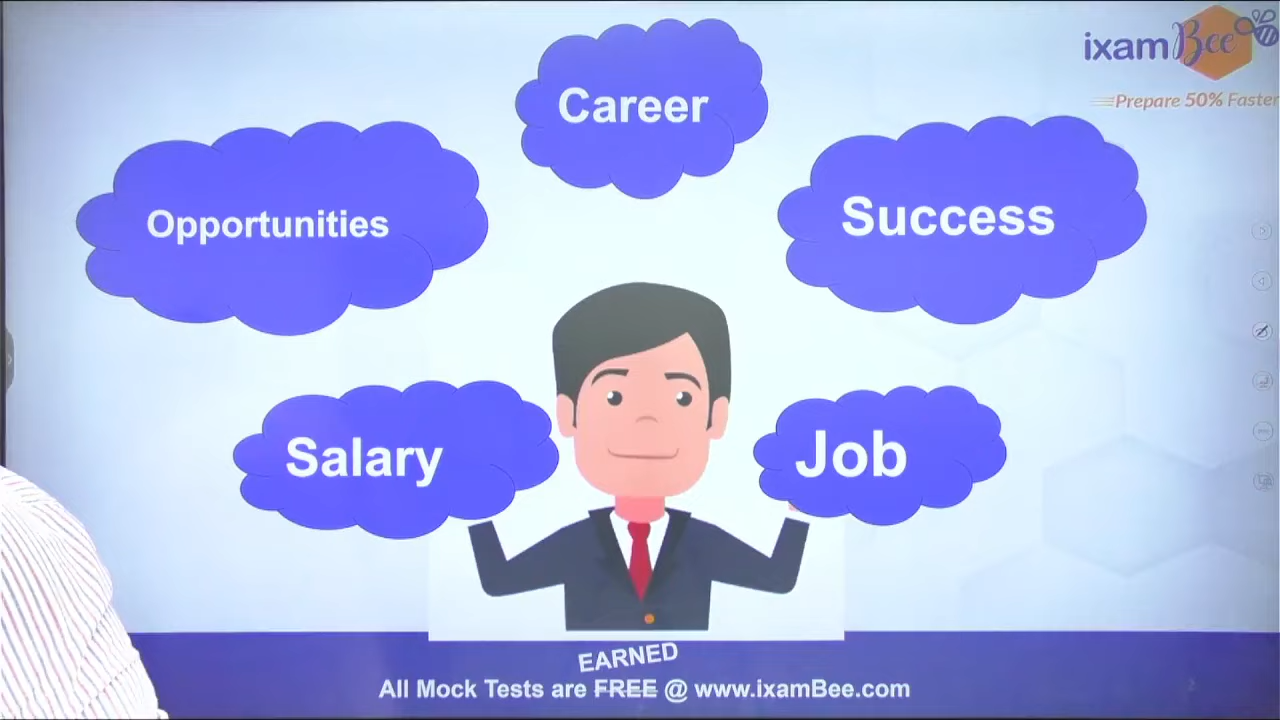 ixamBee
Prepare 50% Faster
Career
Opportunities
Success
Salary
Job
EARNED
All Mock Tests are FREE @ www.ixamBee.com